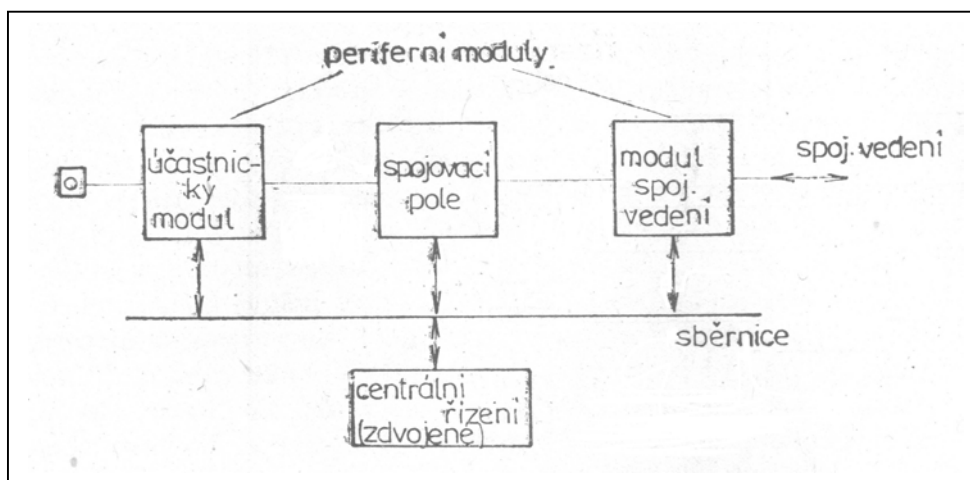 periferní moduly
účastnic-
ký
modul
spojovací
pole
modul
spoj.
vedení
spoj. vedení
sběrnice
centrální
řízení
(zdvojené)